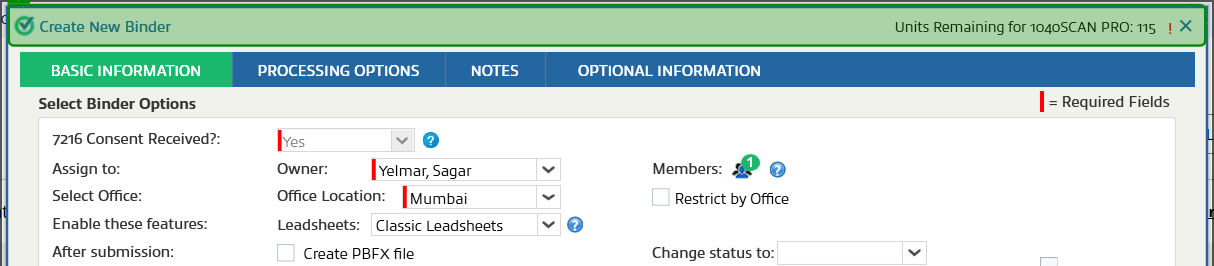 Create New Binder Units Remaining for 1040SCAN PRO: 115 !
BASIC INFORMATION PROCESSING OPTIONS NOTES OPTIONAL INFORMATION
Select Binder Options = Required Fields
7216 Consent Received?: Yes ?
Assign to: Owner: Yelmar, Sagar Members: 1 ?
Select Office: Office Location: Mumbai Restrict by Office
Enable these features: Leadsheets: Classic Leadsheets ?
After submission: Create PBFX file Change status to: